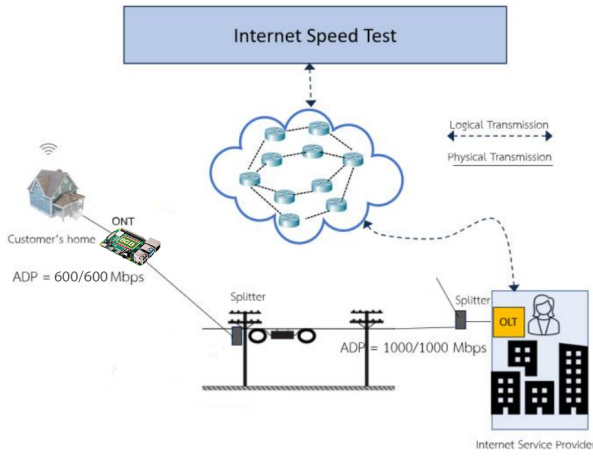 Internet Speed Test
Logical Transmission
Physical Transmission
ONT
Customer's home
ADP = 600/600 Mbps
Splitter
Splitter
OLT
ADP = 1000/1000 Mbps
Internet Service Provider